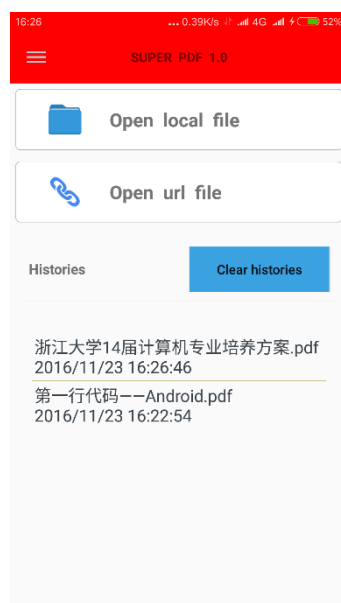 16:26 ... 0.39K/s 4G 52%
SUPER PDF 1.0
Open local file
Open url file
Histories Clear histories
浙江大学14届计算机专业培养方案.pdf
2016/11/23 16:26:46
第一行代码——Android.pdf
2016/11/23 16:22:54